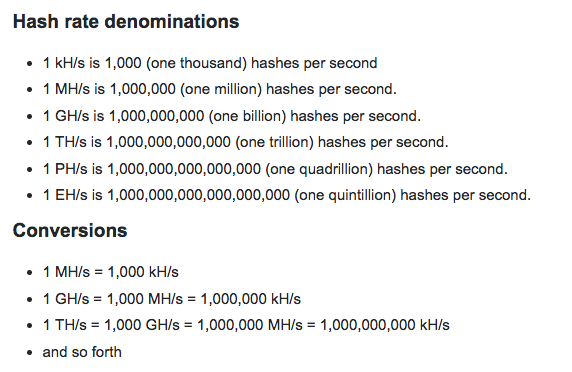 Hash rate denominations
1 kH/s is 1,000 (one thousand) hashes per second
1 MH/s is 1,000,000 (one million) hashes per second.
1 GH/s is 1,000,000,000 (one billion) hashes per second.
1 TH/s is 1,000,000,000,000 (one trillion) hashes per second.
1 PH/s is 1,000,000,000,000,000 (one quadrillion) hashes per second.
1 EH/s is 1,000,000,000,000,000,000 (one quintillion) hashes per second.
Conversions
1 MH/s = 1,000 kH/s
1 GH/s = 1,000 MH/s = 1,000,000 kH/s
1 TH/s = 1,000 GH/s = 1,000,000 MH/s = 1,000,000,000 kH/s
and so forth